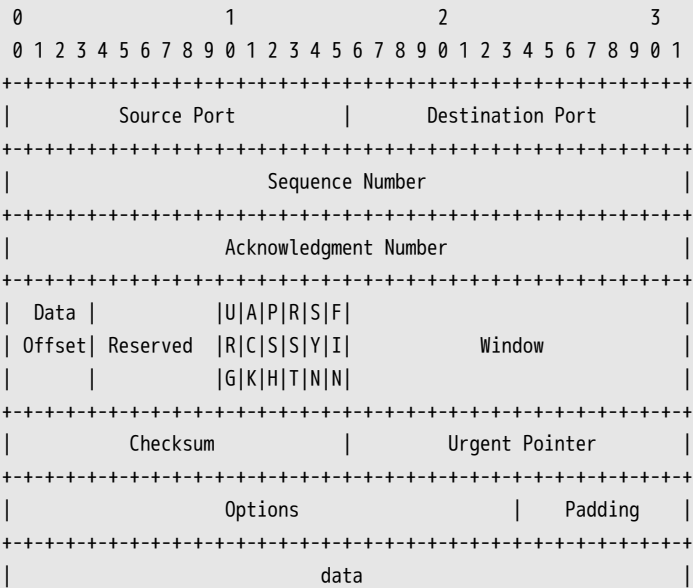 0                   1                   2                   3
 0 1 2 3 4 5 6 7 8 9 0 1 2 3 4 5 6 7 8 9 0 1 2 3 4 5 6 7 8 9 0 1
+-+-+-+-+-+-+-+-+-+-+-+-+-+-+-+-+-+-+-+-+-+-+-+-+-+-+-+-+-+-+-+-+
|          Source Port          |       Destination Port        |
+-+-+-+-+-+-+-+-+-+-+-+-+-+-+-+-+-+-+-+-+-+-+-+-+-+-+-+-+-+-+-+-+
|                        Sequence Number                        |
+-+-+-+-+-+-+-+-+-+-+-+-+-+-+-+-+-+-+-+-+-+-+-+-+-+-+-+-+-+-+-+-+
|                    Acknowledgment Number                      |
+-+-+-+-+-+-+-+-+-+-+-+-+-+-+-+-+-+-+-+-+-+-+-+-+-+-+-+-+-+-+-+-+
|  Data |           |U|A|P|R|S|F|                               |
| Offset| Reserved  |R|C|S|S|Y|I|            Window             |
|       |           |G|K|H|T|N|N|                               |
+-+-+-+-+-+-+-+-+-+-+-+-+-+-+-+-+-+-+-+-+-+-+-+-+-+-+-+-+-+-+-+-+
|           Checksum            |         Urgent Pointer        |
+-+-+-+-+-+-+-+-+-+-+-+-+-+-+-+-+-+-+-+-+-+-+-+-+-+-+-+-+-+-+-+-+
|                    Options                    |    Padding    |
+-+-+-+-+-+-+-+-+-+-+-+-+-+-+-+-+-+-+-+-+-+-+-+-+-+-+-+-+-+-+-+-+
|                             data                              |